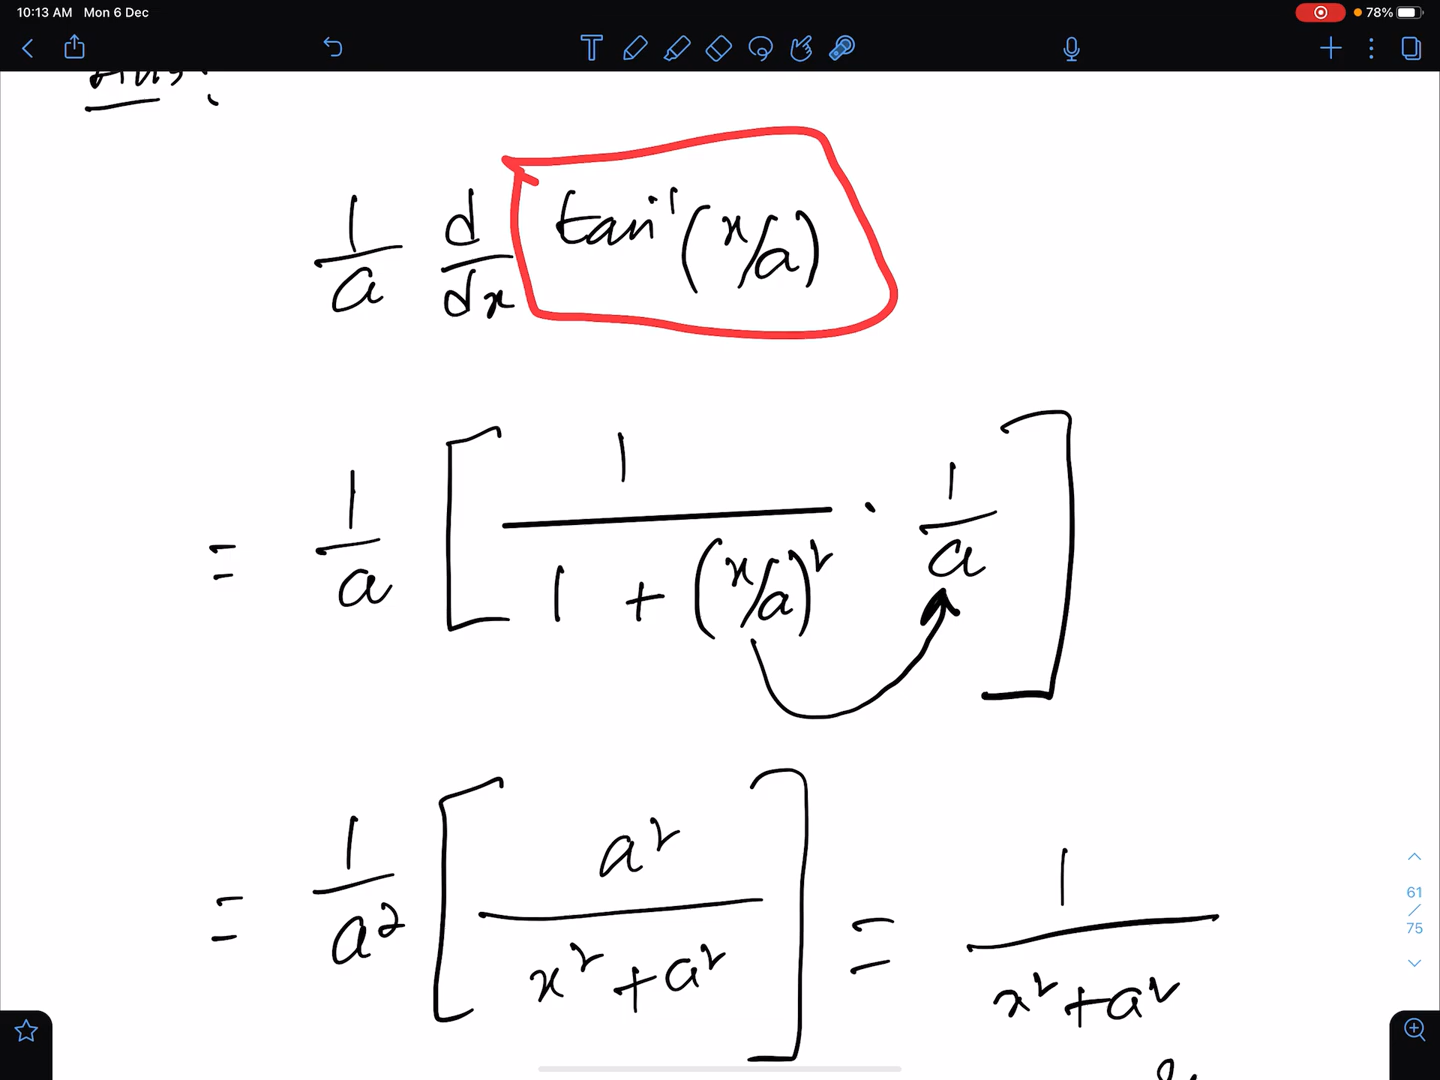 10:13 AM Mon 6 Dec 78%
T
Ans:
1/a d/dx tan⁻¹(x/a)
= 1/a [ 1/(1 + (x/a)²) · 1/a ]
= 1/a² [ a²/(x² + a²) ] = 1/(x² + a²)
61
/
75